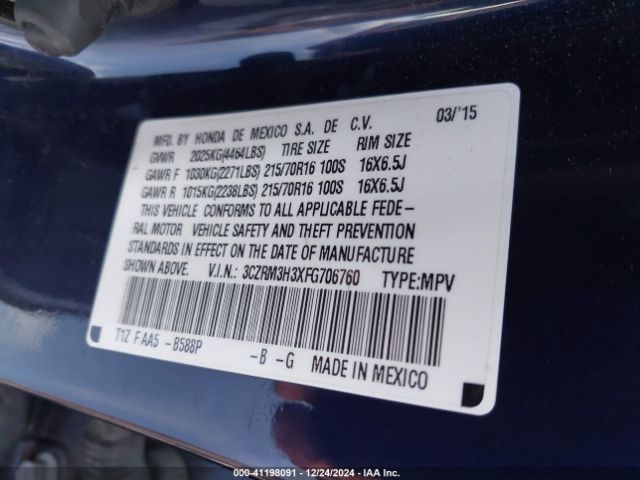 MFD. BY HONDA DE MEXICO S.A. DE C.V. 03/'15
GVWR 2025KG(4464LBS) TIRE SIZE RIM SIZE
GAWR F 1030KG(2271LBS) 215/70R16 100S 16X6.5J
GAWR R 1015KG(2238LBS) 215/70R16 100S 16X6.5J
THIS VEHICLE CONFORMS TO ALL APPLICABLE FEDE-
RAL MOTOR VEHICLE SAFETY AND THEFT PREVENTION
STANDARDS IN EFFECT ON THE DATE OF MANUFACTURE
SHOWN ABOVE. V.I.N.: 3CZRM3H3XFG706760 TYPE:MPV
T1Z F AA5 -B588P -B -G MADE IN MEXICO
000-41198091 - 12/24/2024 - IAA Inc.